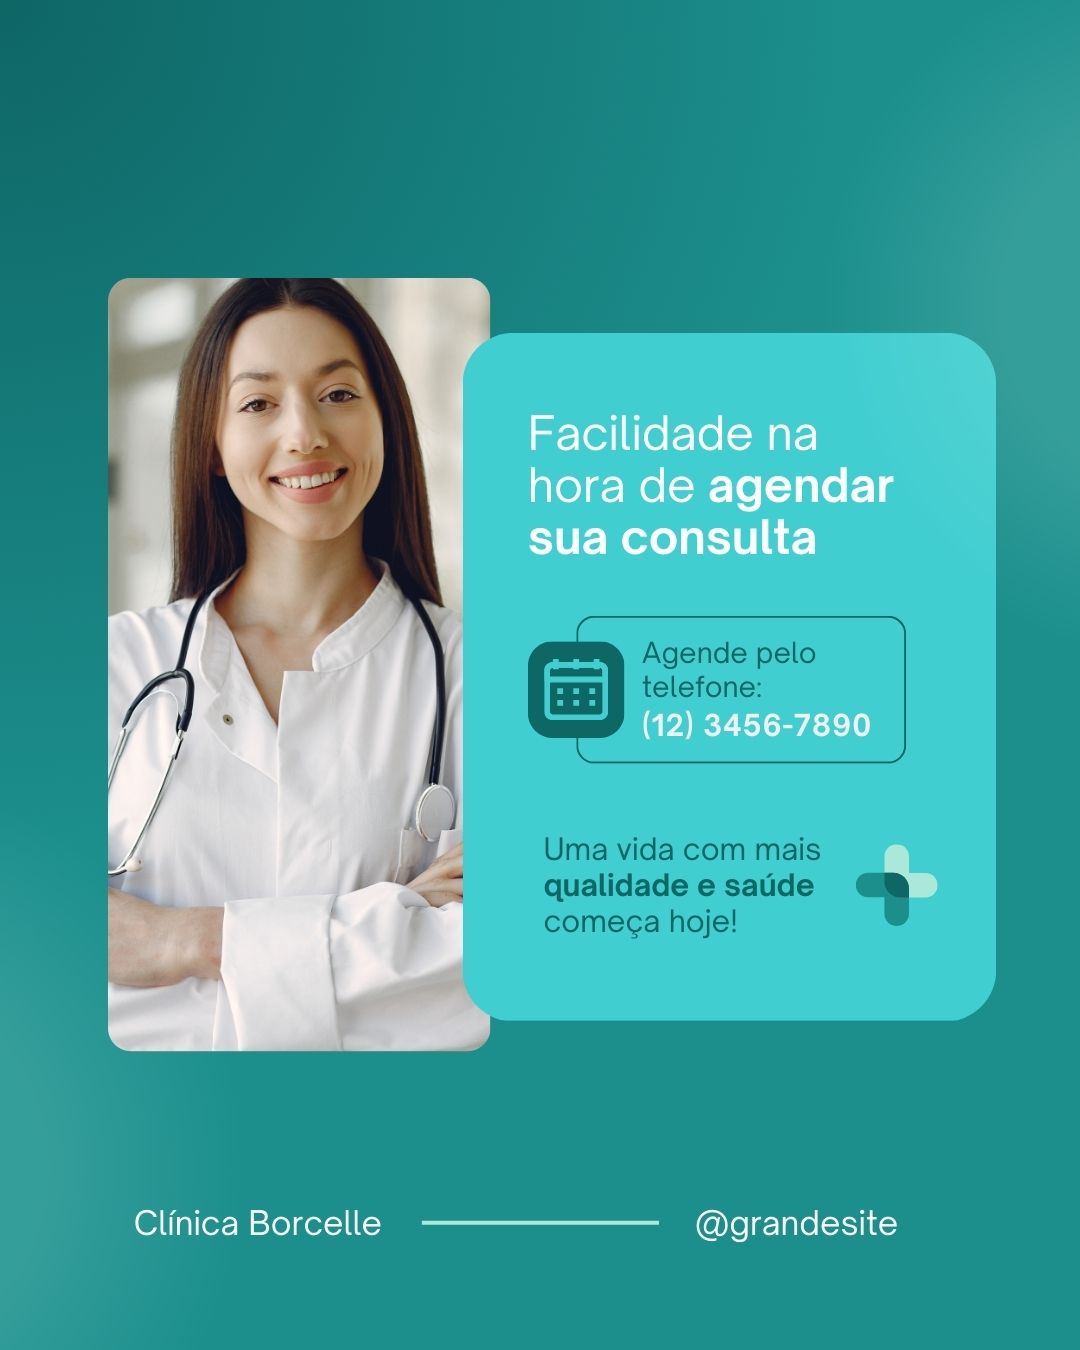 Facilidade na
hora de agendar
sua consulta
Agende pelo
telefone:
(12) 3456-7890
Uma vida com mais
qualidade e saúde
começa hoje!
Clínica Borcelle
@grandesite